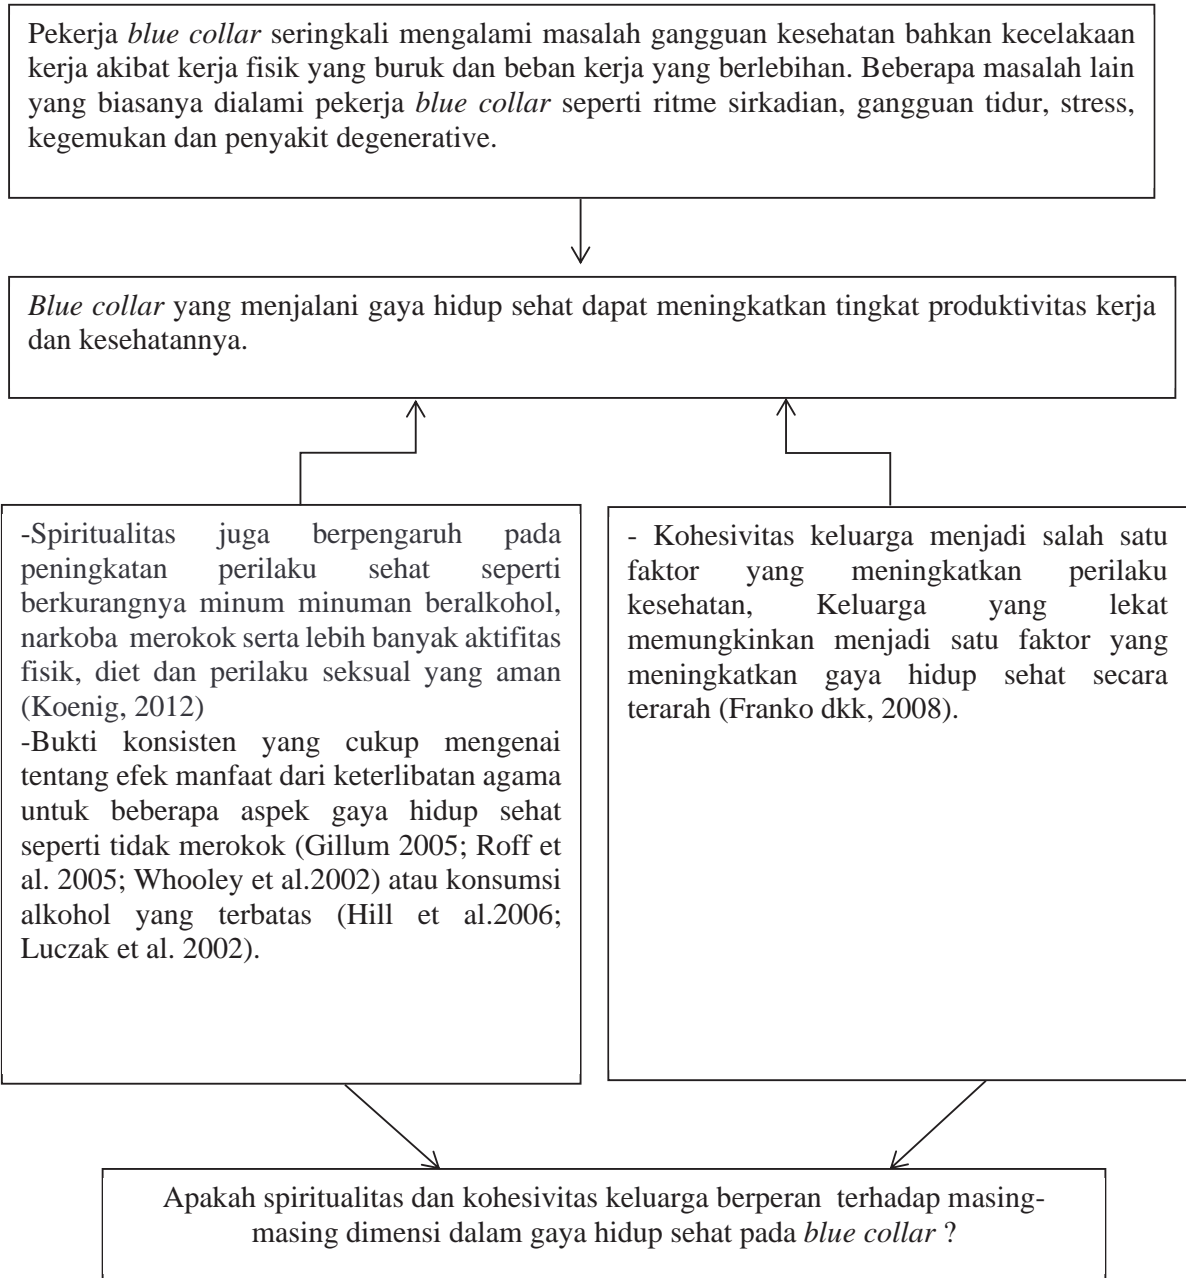 Pekerja blue collar seringkali mengalami masalah gangguan kesehatan bahkan kecelakaan
kerja akibat kerja fisik yang buruk dan beban kerja yang berlebihan. Beberapa masalah lain
yang biasanya dialami pekerja blue collar seperti ritme sirkadian, gangguan tidur, stress,
kegemukan dan penyakit degenerative.
Blue collar yang menjalani gaya hidup sehat dapat meningkatkan tingkat produktivitas kerja
dan kesehatannya.
-Spiritualitas juga berpengaruh pada
peningkatan perilaku sehat seperti
berkurangnya minum minuman beralkohol,
narkoba merokok serta lebih banyak aktifitas
fisik, diet dan perilaku seksual yang aman
(Koenig, 2012)
-Bukti konsisten yang cukup mengenai
tentang efek manfaat dari keterlibatan agama
untuk beberapa aspek gaya hidup sehat
seperti tidak merokok (Gillum 2005; Roff et
al. 2005; Whooley et al.2002) atau konsumsi
alkohol yang terbatas (Hill et al.2006;
Luczak et al. 2002).
- Kohesivitas keluarga menjadi salah satu
faktor yang meningkatkan perilaku
kesehatan, Keluarga yang lekat
memungkinkan menjadi satu faktor yang
meningkatkan gaya hidup sehat secara
terarah (Franko dkk, 2008).
Apakah spiritualitas dan kohesivitas keluarga berperan terhadap masing-
masing dimensi dalam gaya hidup sehat pada blue collar ?